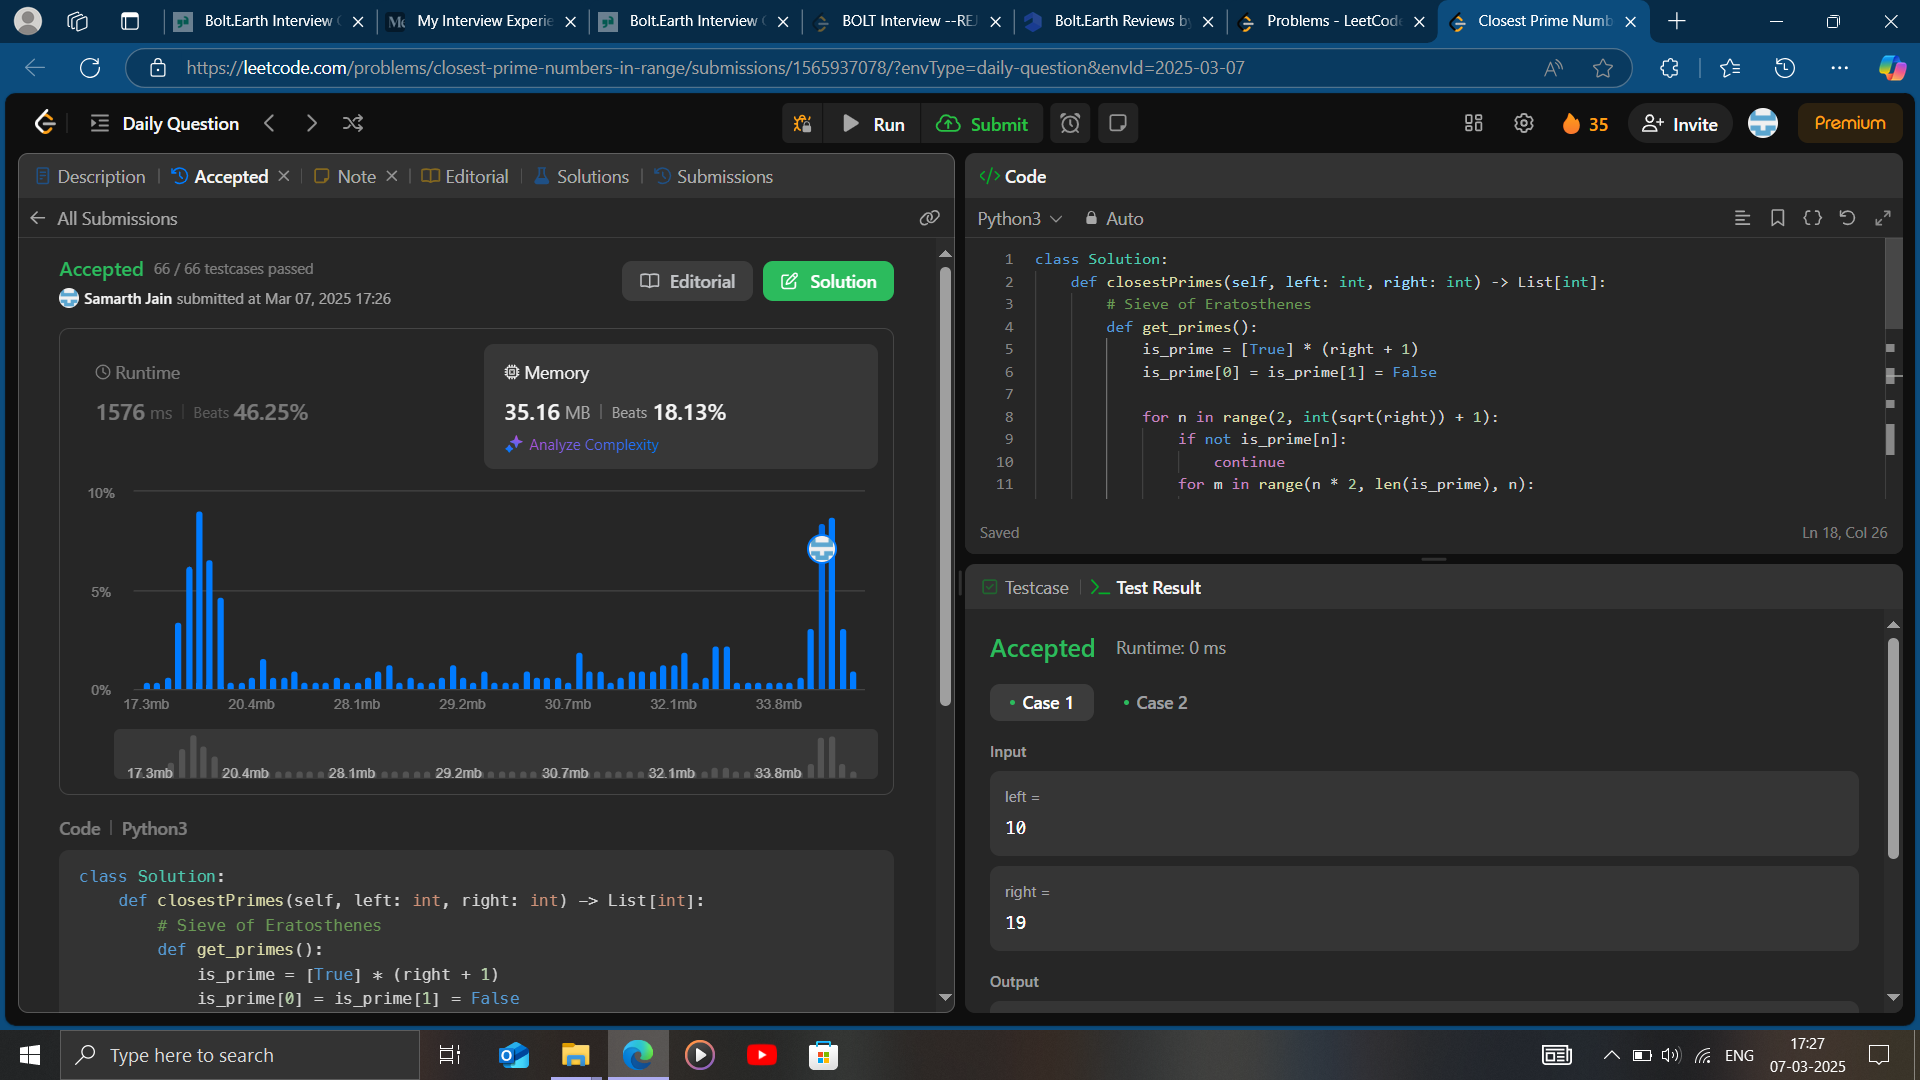 Bolt.Earth Interview
My Interview Experie
Bolt.Earth Interview
BOLT Interview --REJ
Bolt.Earth Reviews by
Problems - LeetCode
Closest Prime Numb
https://leetcode.com/problems/closest-prime-numbers-in-range/submissions/1565937078/?envType=daily-question&envId=2025-03-07
Daily Question
Run
Submit
35
Invite
Premium
Description
Accepted
Note
Editorial
Solutions
Submissions
All Submissions
Accepted 66 / 66 testcases passed
Samarth Jain submitted at Mar 07, 2025 17:26
Editorial
Solution
Runtime
1576 ms Beats 46.25%
Memory
35.16 MB Beats 18.13%
Analyze Complexity
10%
5%
0%
17.3mb 20.4mb 28.1mb 29.2mb 30.7mb 32.1mb 33.8mb
17.3mb 20.4mb 28.1mb 29.2mb 30.7mb 32.1mb 33.8mb
Code Python3
class Solution:
def closestPrimes(self, left: int, right: int) -> List[int]:
# Sieve of Eratosthenes
def get_primes():
is_prime = [True] * (right + 1)
is_prime[0] = is_prime[1] = False
</> Code
Python3 Auto
1 class Solution:
2 def closestPrimes(self, left: int, right: int) -> List[int]:
3 # Sieve of Eratosthenes
4 def get_primes():
5 is_prime = [True] * (right + 1)
6 is_prime[0] = is_prime[1] = False
7
8 for n in range(2, int(sqrt(right)) + 1):
9 if not is_prime[n]:
10 continue
11 for m in range(n * 2, len(is_prime), n):
Saved
Ln 18, Col 26
Testcase
Test Result
Accepted Runtime: 0 ms
Case 1
Case 2
Input
left =
10
right =
19
Output
Type here to search
ENG
17:27
07-03-2025